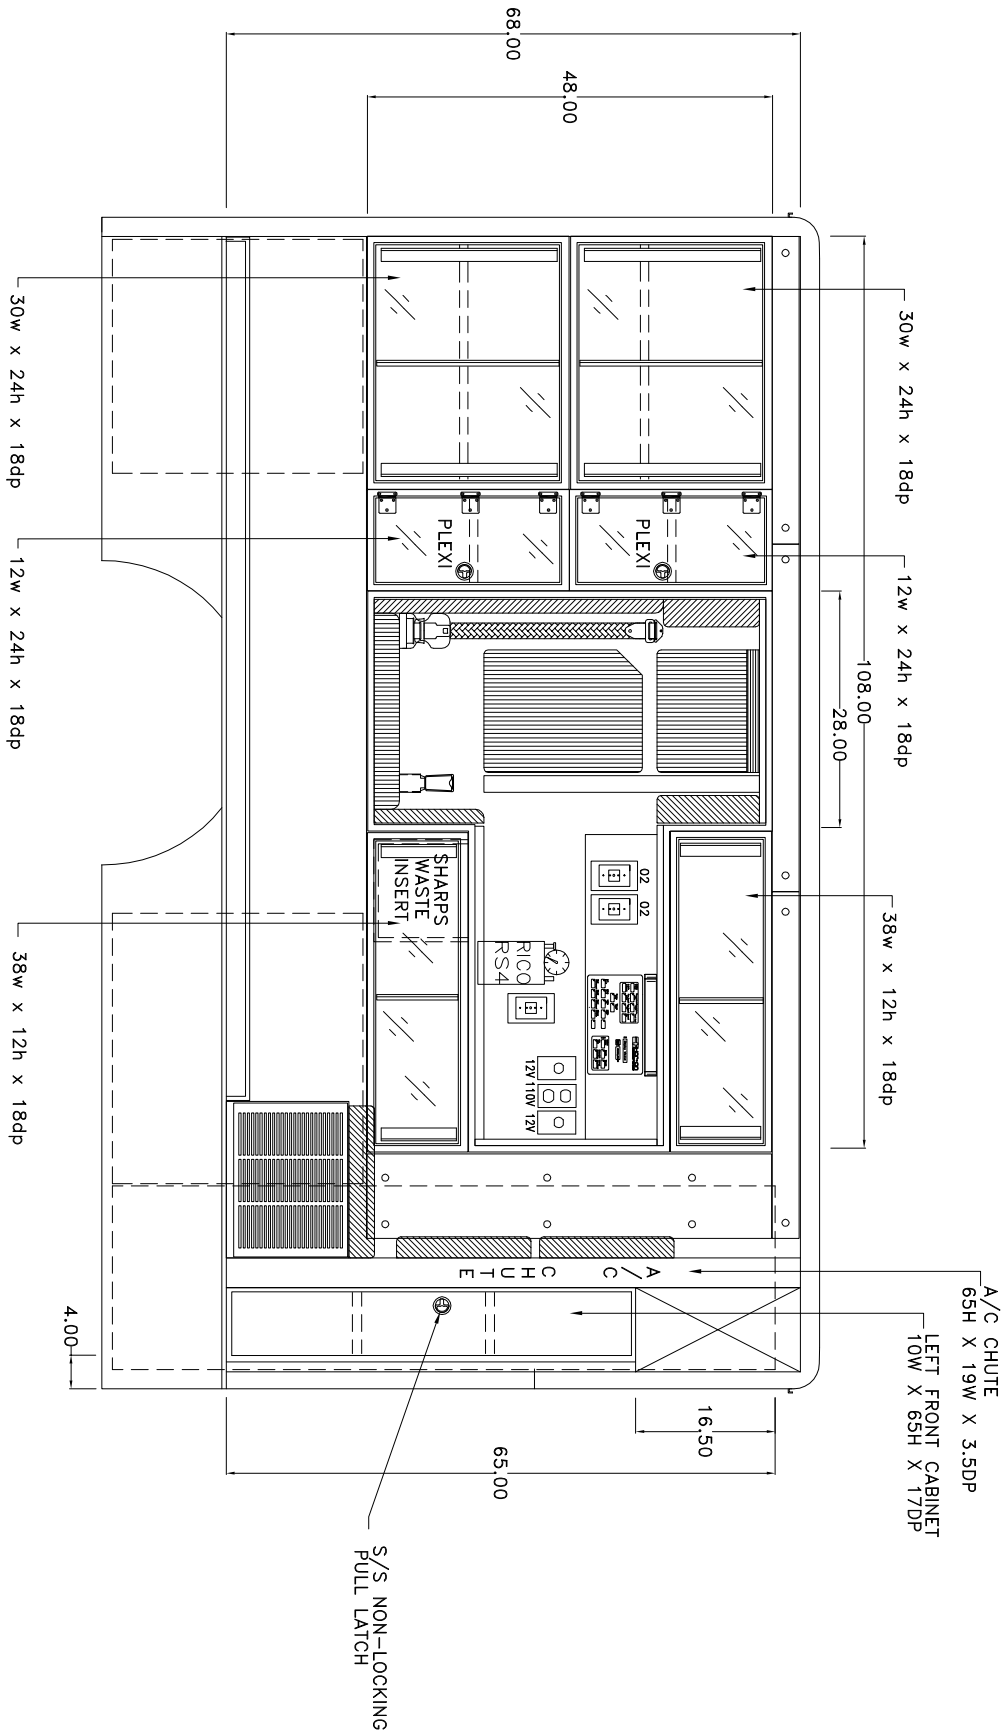 A/C CHUTE
65H X 19W X 3.5DP
LEFT FRONT CABINET
10W X 65H X 17DP
30w x 24h x 18dp
12w x 24h x 18dp
38w x 12h x 18dp
108.00
28.00
68.00
48.00
16.50
65.00
4.00
PLEXI
PLEXI
O2
O2
RICO
RS4
12V
110V
12V
SHARPS
WASTE
INSERT
A/C CHUTE
S/S NON-LOCKING
PULL LATCH
30w x 24h x 18dp
12w x 24h x 18dp
38w x 12h x 18dp